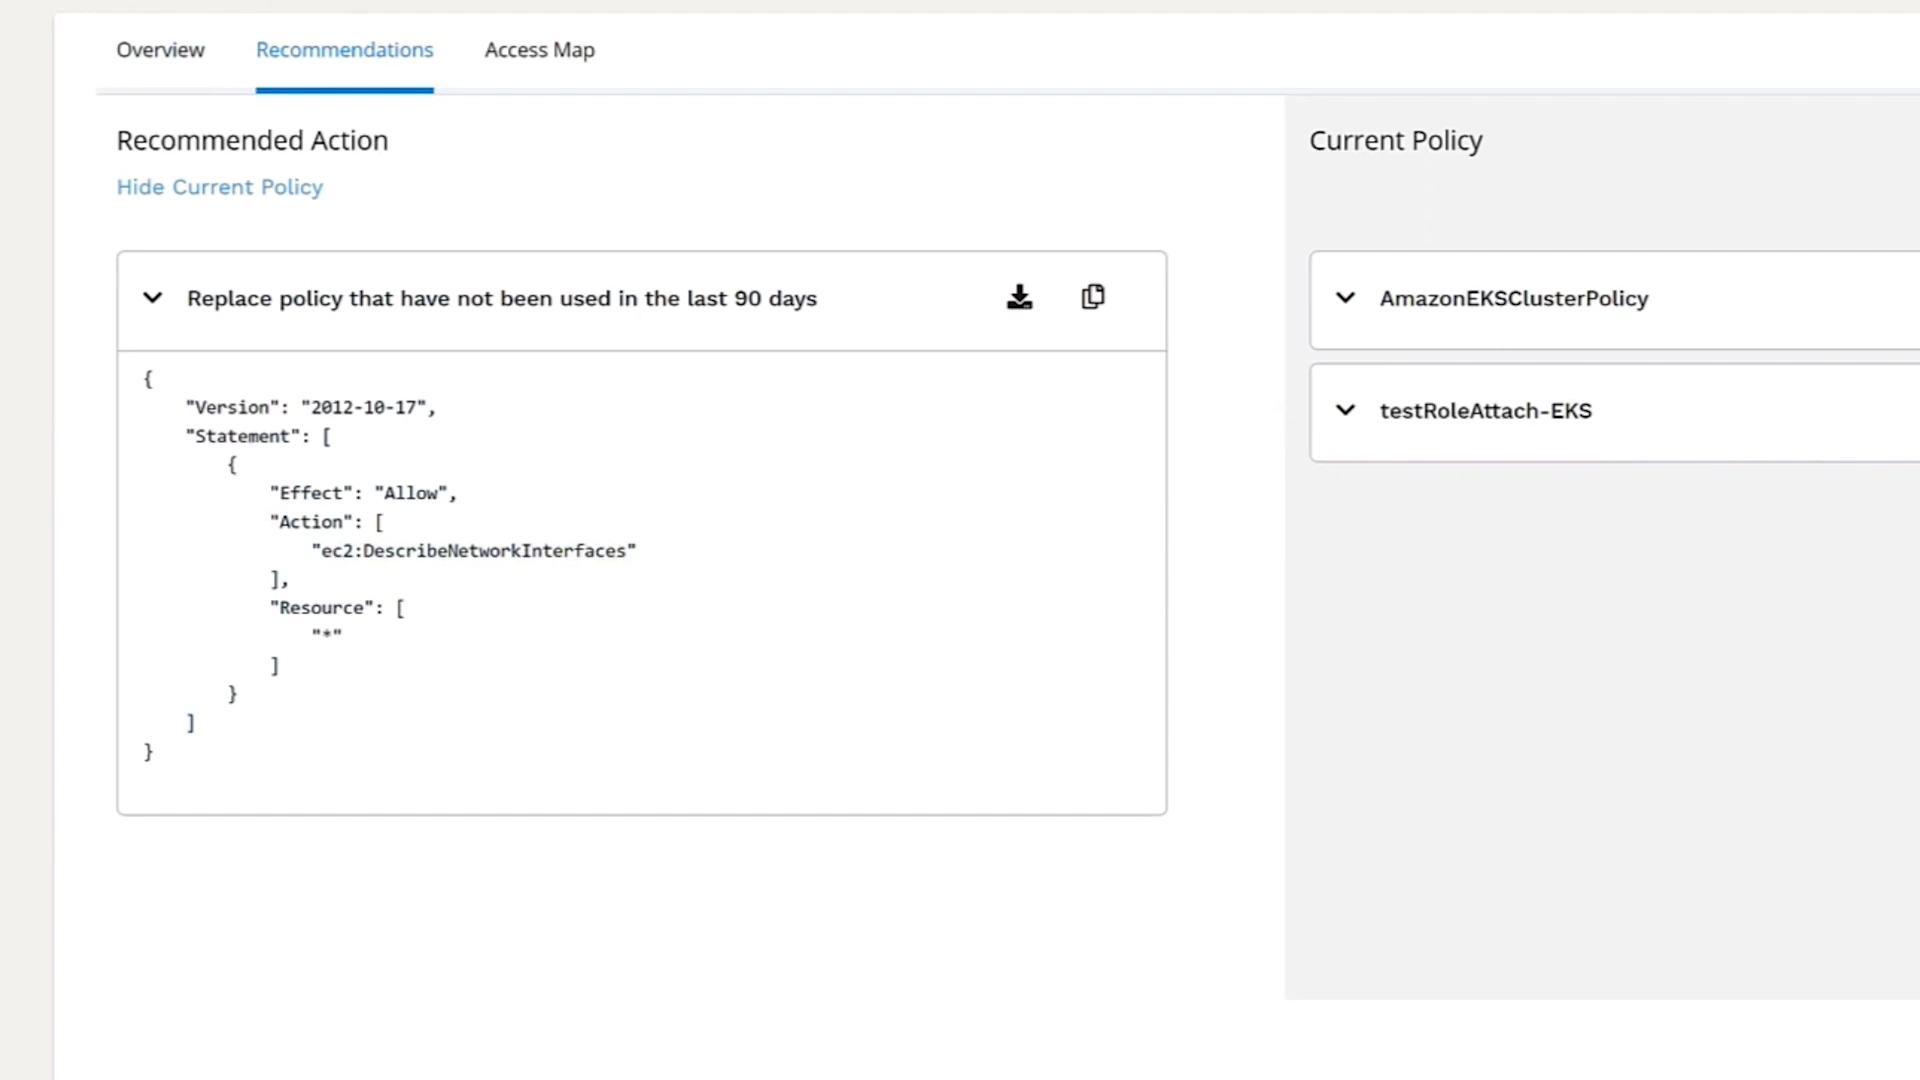 Overview Recommendations Access Map
Recommended Action
Hide Current Policy
Replace policy that have not been used in the last 90 days
{
    "Version": "2012-10-17",
    "Statement": [
        {
            "Effect": "Allow",
            "Action": [
                "ec2:DescribeNetworkInterfaces"
            ],
            "Resource": [
                "*"
            ]
        }
    ]
}
Current Policy
AmazonEKSClusterPolicy
testRoleAttach-EKS